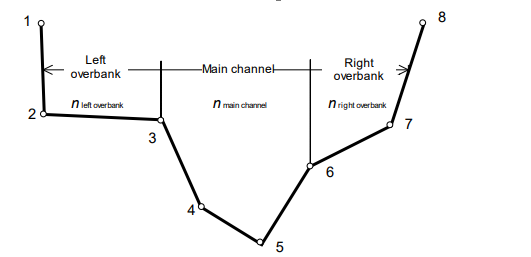 1
8
Left
overbank
Main channel
Right
overbank
n left overbank
n main channel
n right overbank
2
3
7
6
4
5